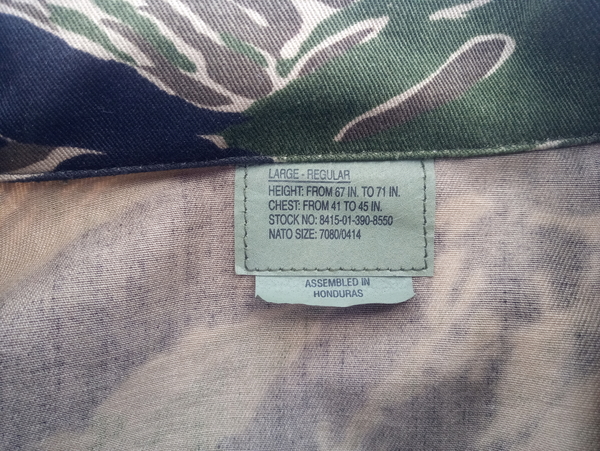 LARGE - REGULAR
HEIGHT: FROM 67 IN. TO 71 IN.
CHEST: FROM 41 TO 45 IN.
STOCK NO: 8415-01-390-8550
NATO SIZE: 7080/0414
ASSEMBLED IN
HONDURAS